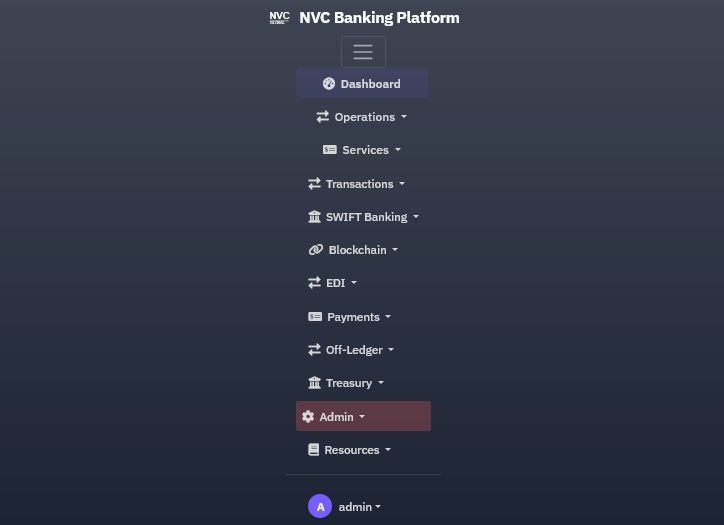 NVC
GLOBAL
NVC Banking Platform
Dashboard
Operations
Services
Transactions
SWIFT Banking
Blockchain
EDI
Payments
Off-Ledger
Treasury
Admin
Resources
A admin